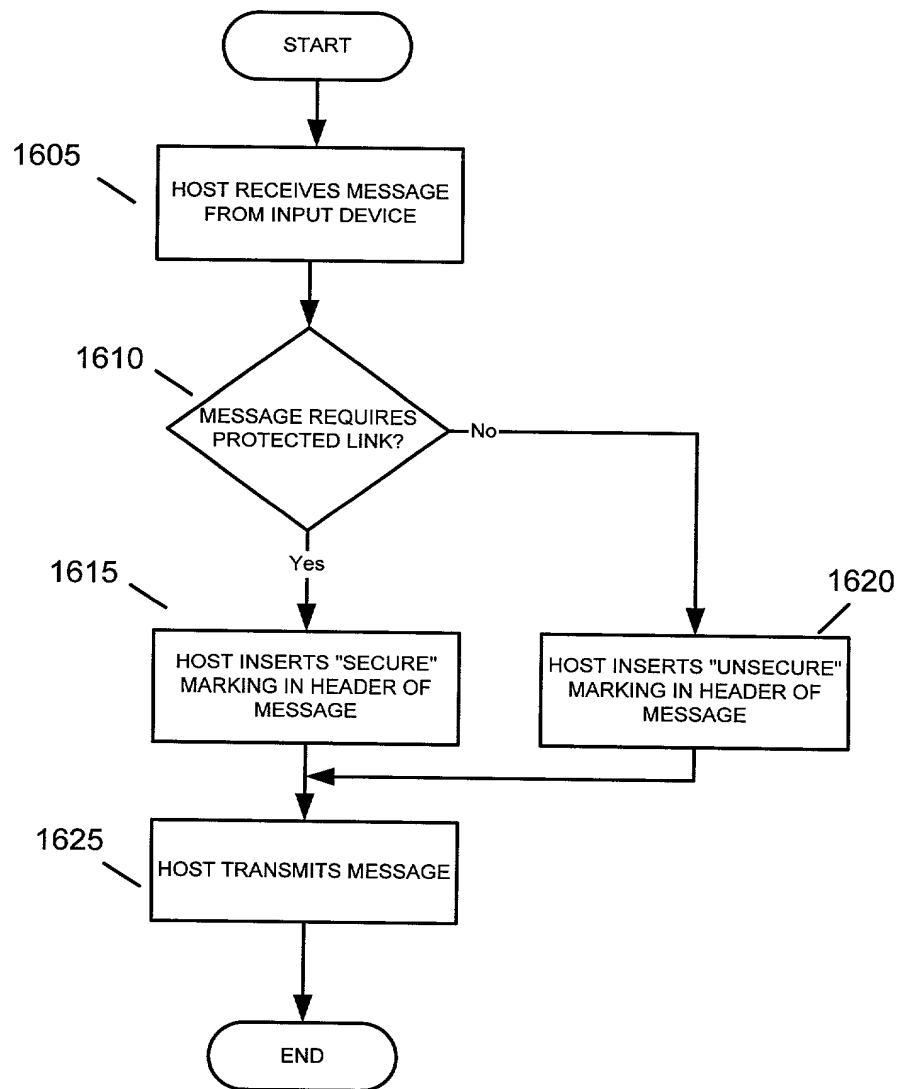 START
1605
HOST RECEIVES MESSAGE
FROM INPUT DEVICE
1610
MESSAGE REQUIRES
PROTECTED LINK?
No
Yes
1615
HOST INSERTS "SECURE"
MARKING IN HEADER OF
MESSAGE
1620
HOST INSERTS "UNSECURE"
MARKING IN HEADER OF
MESSAGE
1625
HOST TRANSMITS MESSAGE
END